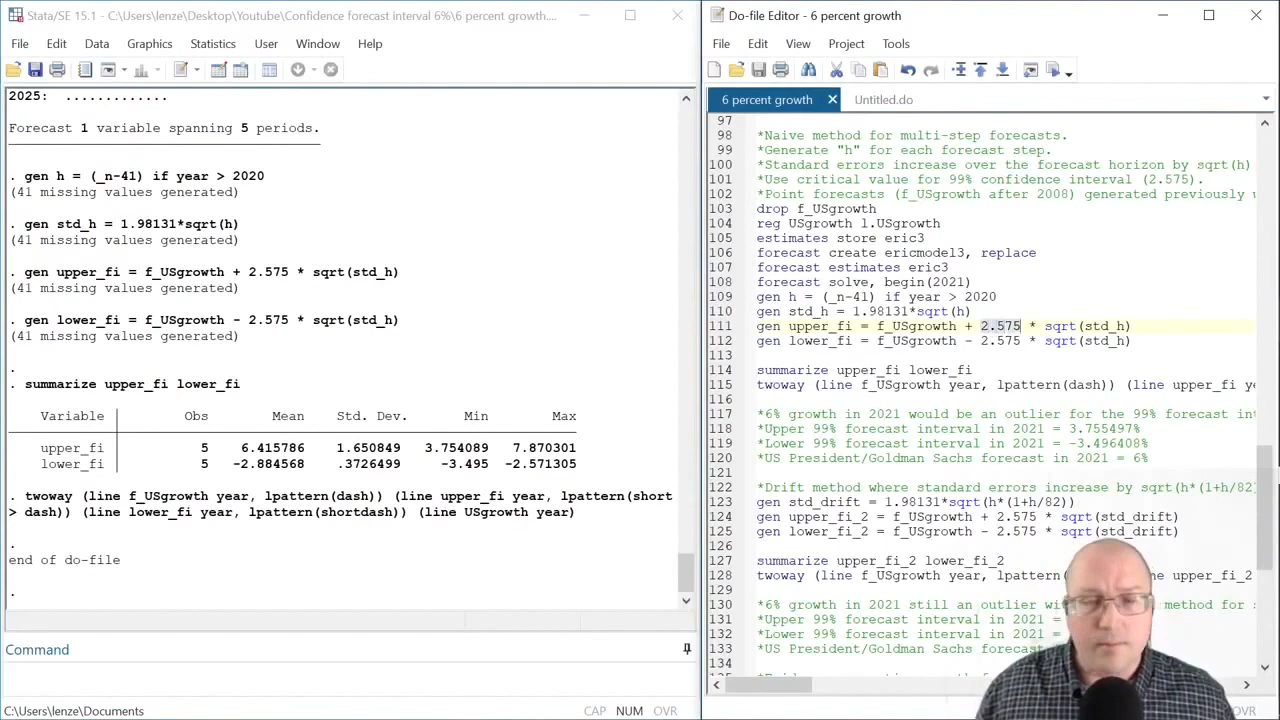 Stata/SE 15.1 - C:\Users\lenze\Desktop\Youtube\Confidence forecast interval 6%\6 percent growth....
File Edit Data Graphics Statistics User Window Help
2025: .............
Forecast 1 variable spanning 5 periods.
. gen h = (_n-41) if year > 2020
(41 missing values generated)
. gen std_h = 1.98131*sqrt(h)
(41 missing values generated)
. gen upper_fi = f_USgrowth + 2.575 * sqrt(std_h)
(41 missing values generated)
. gen lower_fi = f_USgrowth - 2.575 * sqrt(std_h)
(41 missing values generated)
.
. summarize upper_fi lower_fi
Variable | Obs Mean Std. Dev. Min Max
upper_fi | 5 6.415786 1.650849 3.754089 7.870301
lower_fi | 5 -2.884568 .3726499 -3.495 -2.571305
. twoway (line f_USgrowth year, lpattern(dash)) (line upper_fi year, lpattern(short
> dash)) (line lower_fi year, lpattern(shortdash)) (line USgrowth year)
.
end of do-file
.
Command
C:\Users\lenze\Documents
CAP NUM OVR
Do-file Editor - 6 percent growth
File Edit View Project Tools
6 percent growth Untitled.do
97
98 *Naive method for multi-step forecasts.
99 *Generate "h" for each forecast step.
100 *Standard errors increase over the forecast horizon by sqrt(h)
101 *Use critical value for 99% confidence interval (2.575).
102 *Point forecasts (f_USgrowth after 2008) generated previously
103 drop f_USgrowth
104 reg USgrowth l.USgrowth
105 estimates store eric3
106 forecast create ericmodel3, replace
107 forecast estimates eric3
108 forecast solve, begin(2021)
109 gen h = (_n-41) if year > 2020
110 gen std_h = 1.98131*sqrt(h)
111 gen upper_fi = f_USgrowth + 2.575 * sqrt(std_h)
112 gen lower_fi = f_USgrowth - 2.575 * sqrt(std_h)
113
114 summarize upper_fi lower_fi
115 twoway (line f_USgrowth year, lpattern(dash)) (line upper_fi ye
116
117 *6% growth in 2021 would be an outlier for the 99% forecast int
118 *Upper 99% forecast interval in 2021 = 3.755497%
119 *Lower 99% forecast interval in 2021 = -3.496408%
120 *US President/Goldman Sachs forecast in 2021 = 6%
121
122 *Drift method where standard errors increase by sqrt(h*(1+h/82)
123 gen std_drift = 1.98131*sqrt(h*(1+h/82))
124 gen upper_fi_2 = f_USgrowth + 2.575 * sqrt(std_drift)
125 gen lower_fi_2 = f_USgrowth - 2.575 * sqrt(std_drift)
126
127 summarize upper_fi_2 lower_fi_2
128 twoway (line f_USgrowth year, lpattern( upper_fi_2
129
130 *6% growth in 2021 still an outlier method for
131 *Upper 99% forecast interval in 2021 =
132 *Lower 99% forecast interval in 2021 =
133 *US President/Goldman Sachs
134
OVR